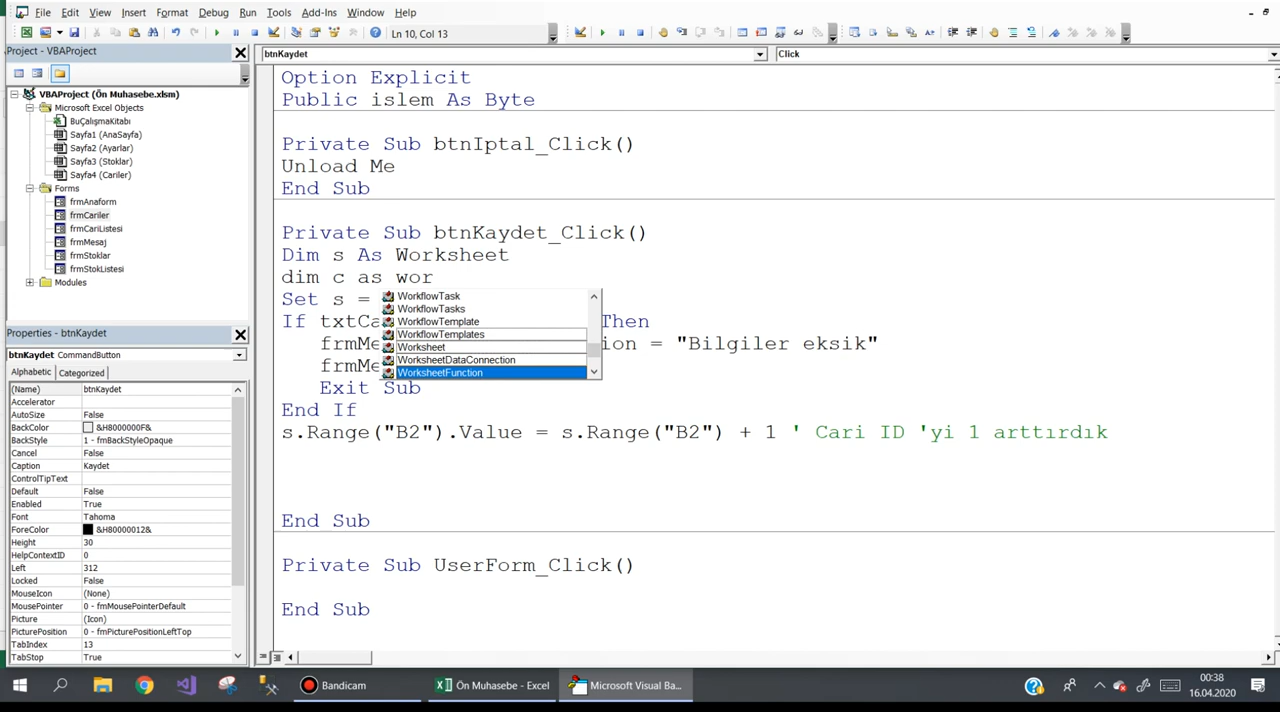 File Edit View Insert Format Debug Run Tools Add-Ins Window Help
Ln 10, Col 13
Project - VBAProject
VBAProject (Ön Muhasebe.xlsm)
Microsoft Excel Objects
BuÇalışmaKitabı
Sayfa1 (AnaSayfa)
Sayfa2 (Ayarlar)
Sayfa3 (Stoklar)
Sayfa4 (Cariler)
Forms
frmAnaform
frmCariler
frmCariListesi
frmMesaj
frmStoklar
frmStokListesi
Modules
Properties - btnKaydet
btnKaydet CommandButton
Alphabetic Categorized
(Name) btnKaydet
Accelerator
AutoSize False
BackColor &H8000000F&
BackStyle 1 - fmBackStyleOpaque
Cancel False
Caption Kaydet
ControlTipText
Default False
Enabled True
Font Tahoma
ForeColor &H80000012&
Height 30
HelpContextID 0
Left 312
Locked False
MouseIcon (None)
MousePointer 0 - fmMousePointerDefault
Picture (Icon)
PicturePosition 0 - fmPicturePositionLeftTop
TabIndex 13
TabStop True
btnKaydet Click
Option Explicit
Public islem As Byte
Private Sub btnIptal_Click()
Unload Me
End Sub
Private Sub btnKaydet_Click()
Dim s As Worksheet
dim c as wor
Set s =
If txtCa Then
frmMe ion = "Bilgiler eksik"
frmMe
Exit Sub
End If
s.Range("B2").Value = s.Range("B2") + 1 ' Cari ID 'yi 1 arttırdık
End Sub
Private Sub UserForm_Click()
End Sub
WorkflowTask
WorkflowTasks
WorkflowTemplate
WorkflowTemplates
Worksheet
WorksheetDataConnection
WorksheetFunction
Bandicam
Ön Muhasebe - Excel
Microsoft Visual Ba...
00:38
16.04.2020